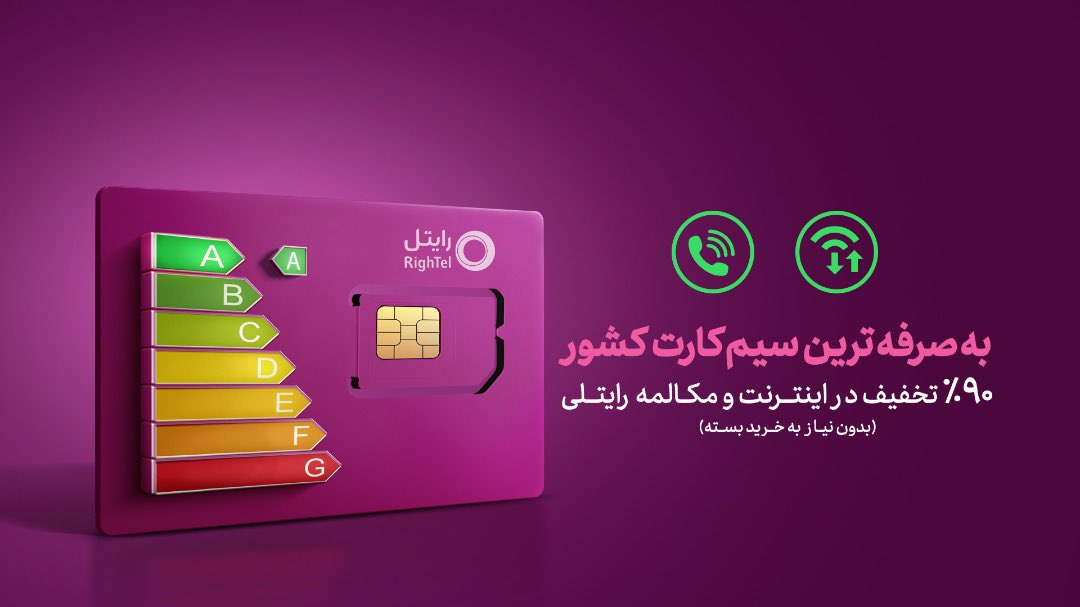 A
A
B
C
D
E
F
G
رایتل
RighTel
به صرفه ترین سیم‌کارت کشور
۹۰٪ تخفیف در اینترنت و مکالمه رایتلی
(بدون نیاز به خرید بسته)